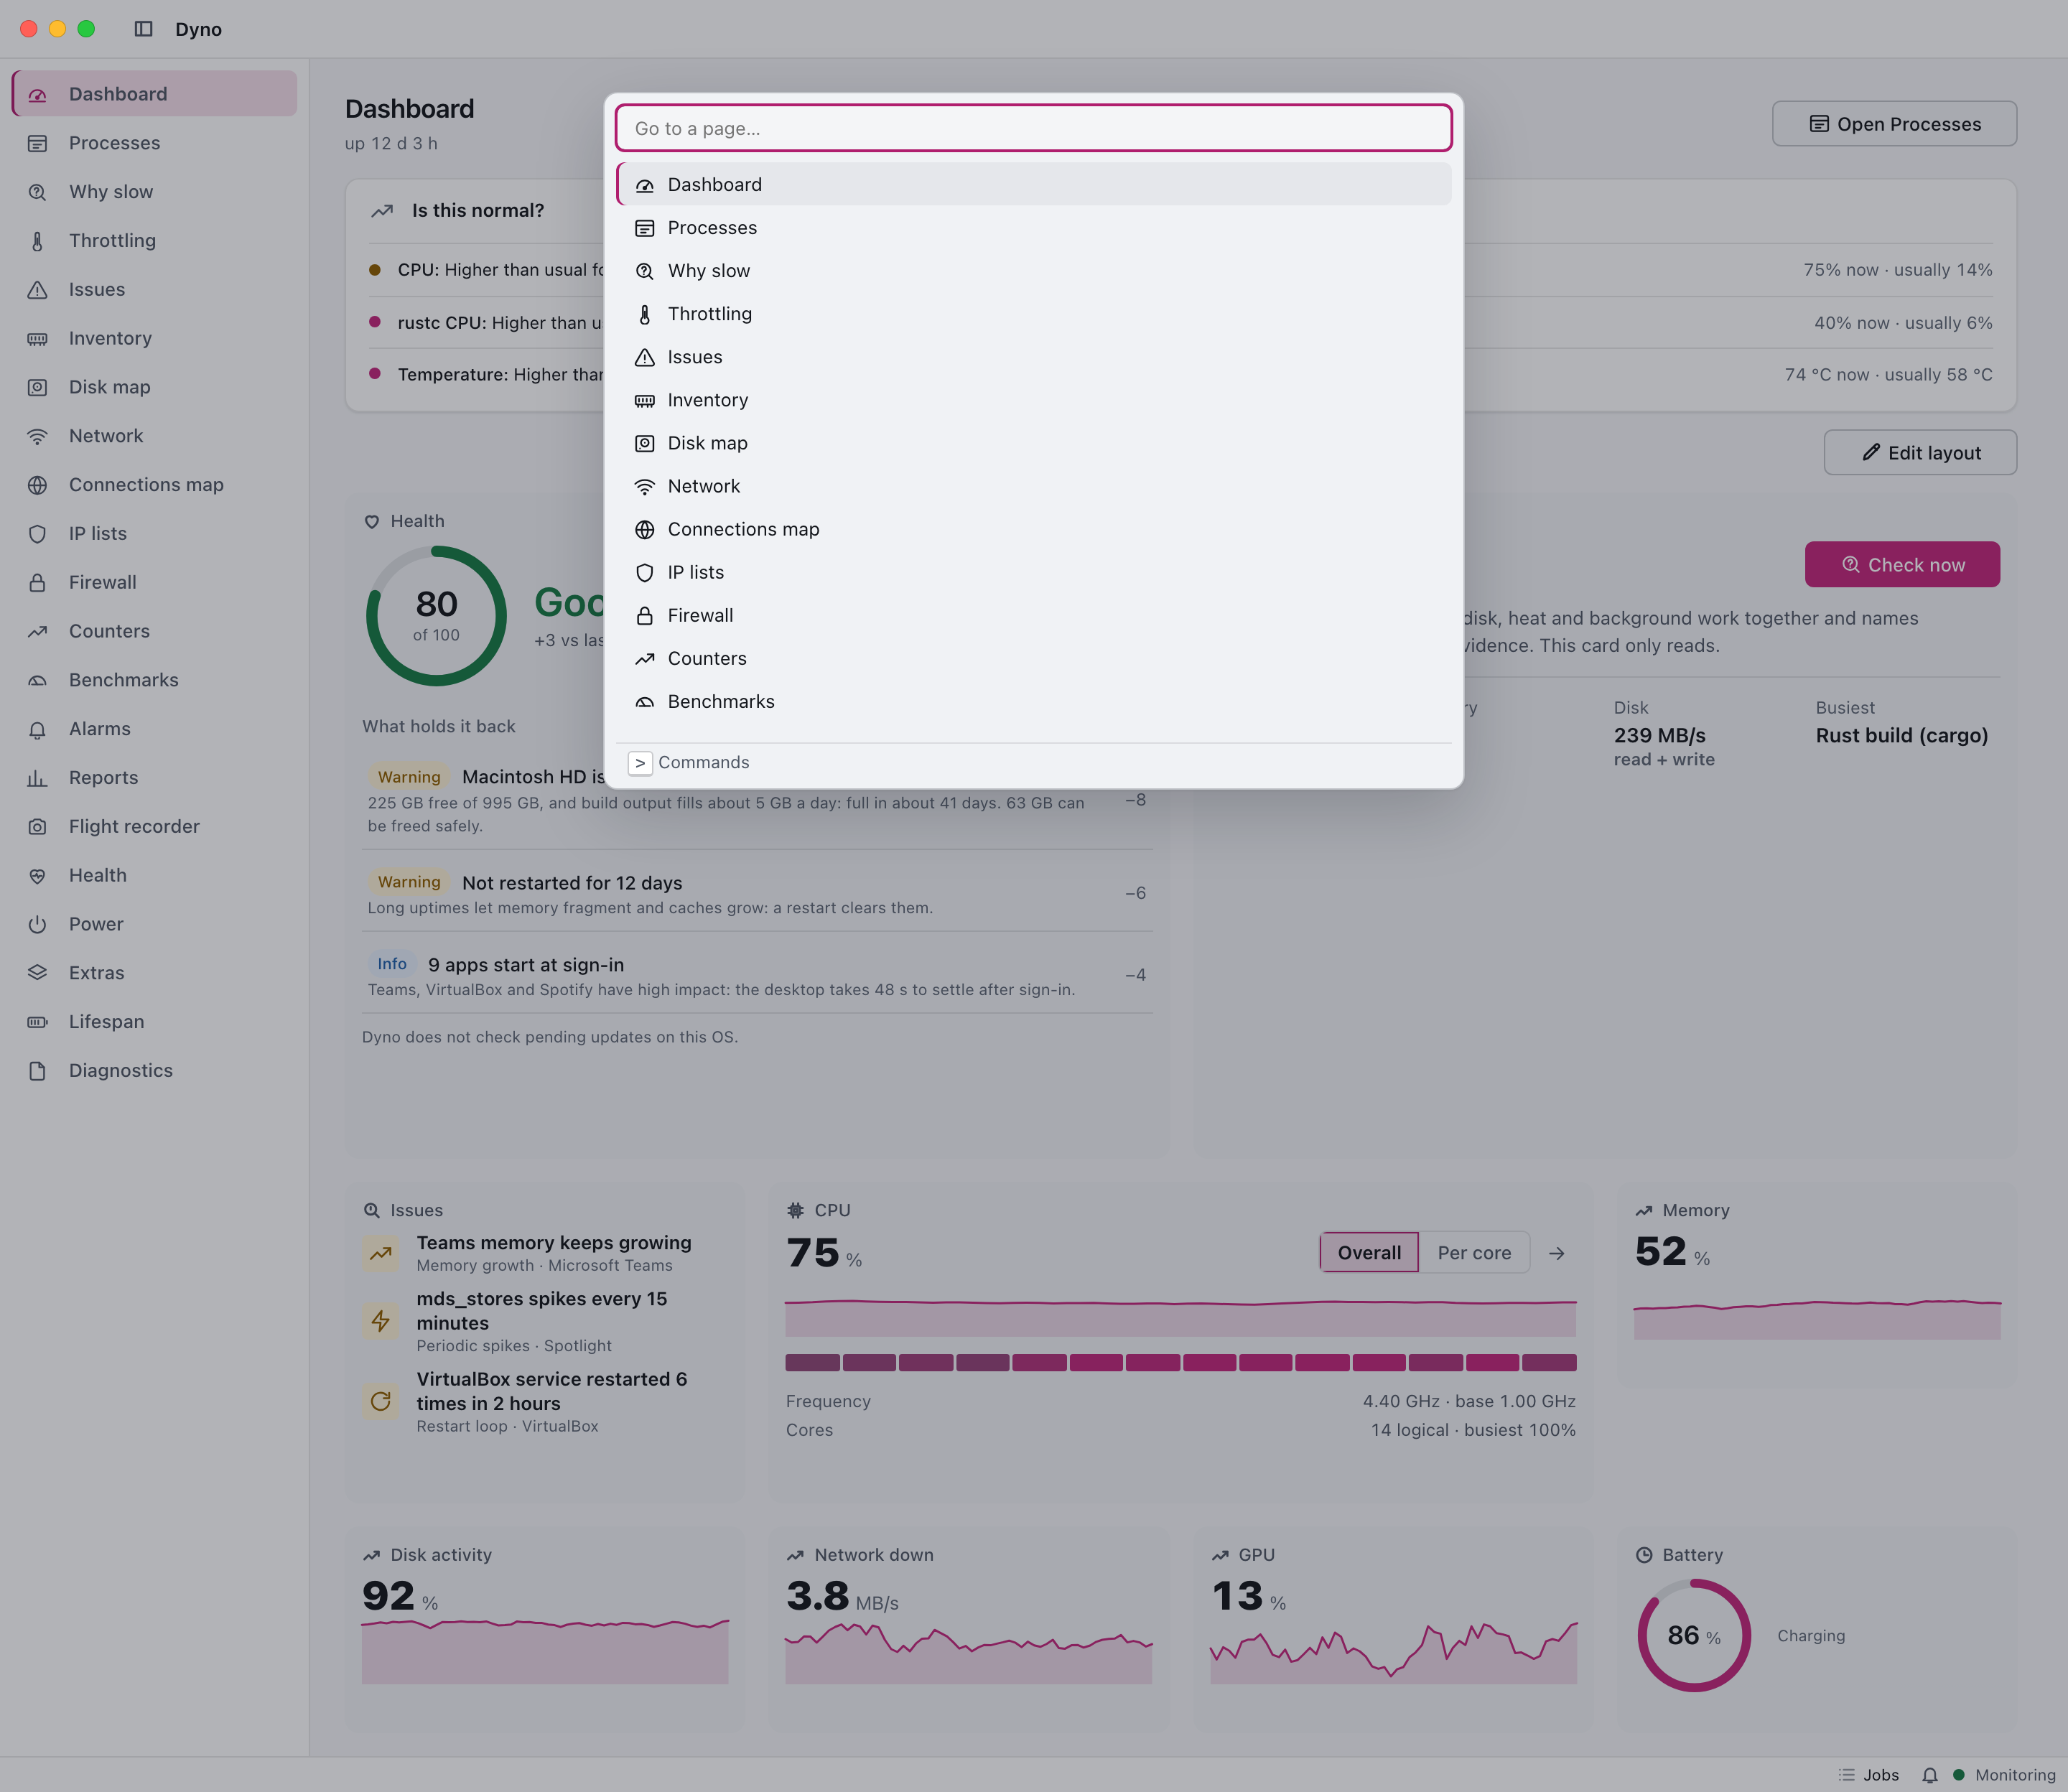 Dyno
Dashboard
Processes
Why slow
Throttling
Issues
Inventory
Disk map
Network
Connections map
IP lists
Firewall
Counters
Benchmarks
Alarms
Reports
Flight recorder
Health
Power
Extras
Lifespan
Diagnostics
Dashboard
up 12 d 3 h
Open Processes
Go to a page...
Dashboard
Processes
Why slow
Throttling
Issues
Inventory
Disk map
Network
Connections map
IP lists
Firewall
Counters
Benchmarks
> Commands
Is this normal?
CPU: Higher than usual
75% now · usually 14%
rustc CPU: Higher than
40% now · usually 6%
Temperature: Higher
74 °C now · usually 58 °C
Edit layout
Health
80
of 100
+3 vs
What holds it back
Warning Macintosh HD is
225 GB free of 995 GB, and build output fills about 5 GB a day: full in about 41 days. 63 GB can
be freed safely.
−8
Warning Not restarted for 12 days
Long uptimes let memory fragment and caches grow: a restart clears them.
−6
Info 9 apps start at sign-in
Teams, VirtualBox and Spotify have high impact: the desktop takes 48 s to settle after sign-in.
−4
Dyno does not check pending updates on this OS.
Check now
disk, heat and background work together and names
This card only reads.
Disk
239 MB/s
read + write
Busiest
Rust build (cargo)
Issues
Teams memory keeps growing
Memory growth · Microsoft Teams
mds_stores spikes every 15
minutes
Periodic spikes · Spotlight
VirtualBox service restarted 6
times in 2 hours
Restart loop · VirtualBox
CPU
75 %
Overall
Per core
Frequency
4.40 GHz · base 1.00 GHz
Cores
14 logical · busiest 100%
Memory
52 %
Disk activity
92 %
Network down
3.8 MB/s
GPU
13 %
Battery
86 %
Charging
Jobs
Monitoring